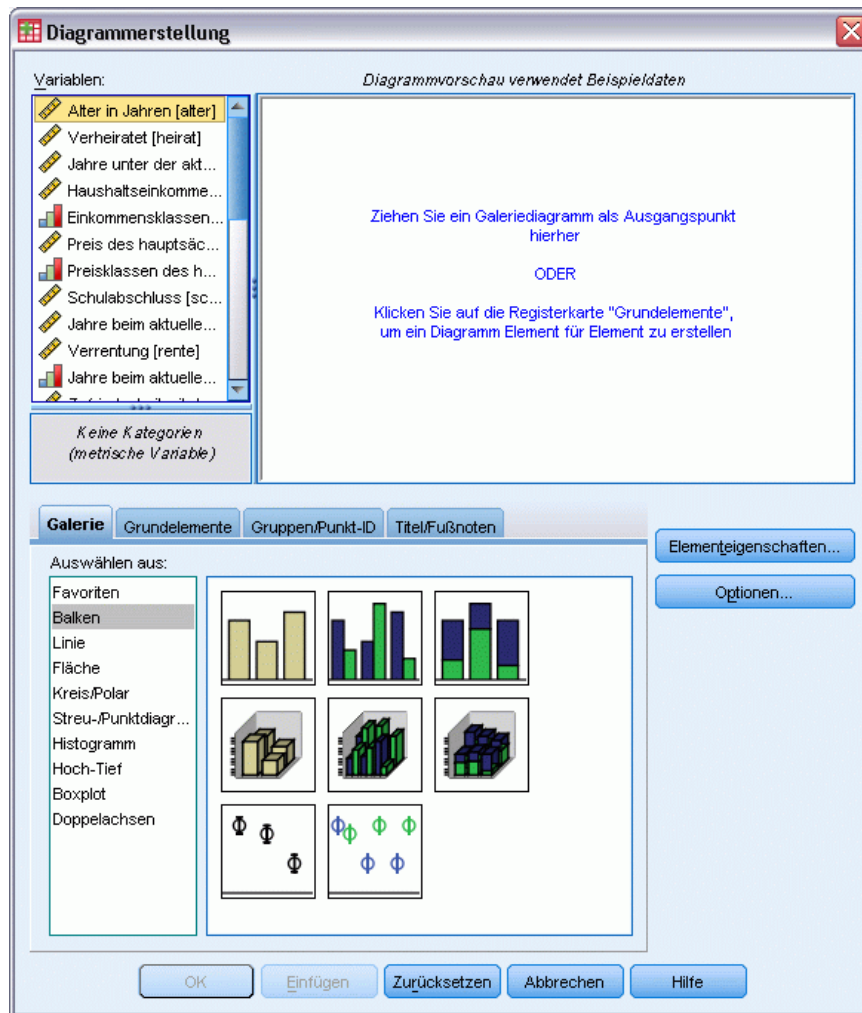 Diagrammerstellung
Variablen:
Diagrammvorschau verwendet Beispieldaten
Alter in Jahren [alter]
Verheiratet [heirat]
Jahre unter der akt...
Haushaltseinkomme...
Einkommensklassen...
Preis des hauptsäc...
Preisklassen des h...
Schulabschluss [sc...
Jahre beim aktuelle...
Verrentung [rente]
Jahre beim aktuelle...
Ziehen Sie ein Galeriediagramm als Ausgangspunkt
hierher
ODER
Klicken Sie auf die Registerkarte "Grundelemente",
um ein Diagramm Element für Element zu erstellen
Keine Kategorien
(metrische Variable)
Galerie
Grundelemente
Gruppen/Punkt-ID
Titel/Fußnoten
Auswählen aus:
Favoriten
Balken
Linie
Fläche
Kreis/Polar
Streu-/Punktdiagr...
Histogramm
Hoch-Tief
Boxplot
Doppelachsen
Elementeigenschaften...
Optionen...
OK
Einfügen
Zurücksetzen
Abbrechen
Hilfe